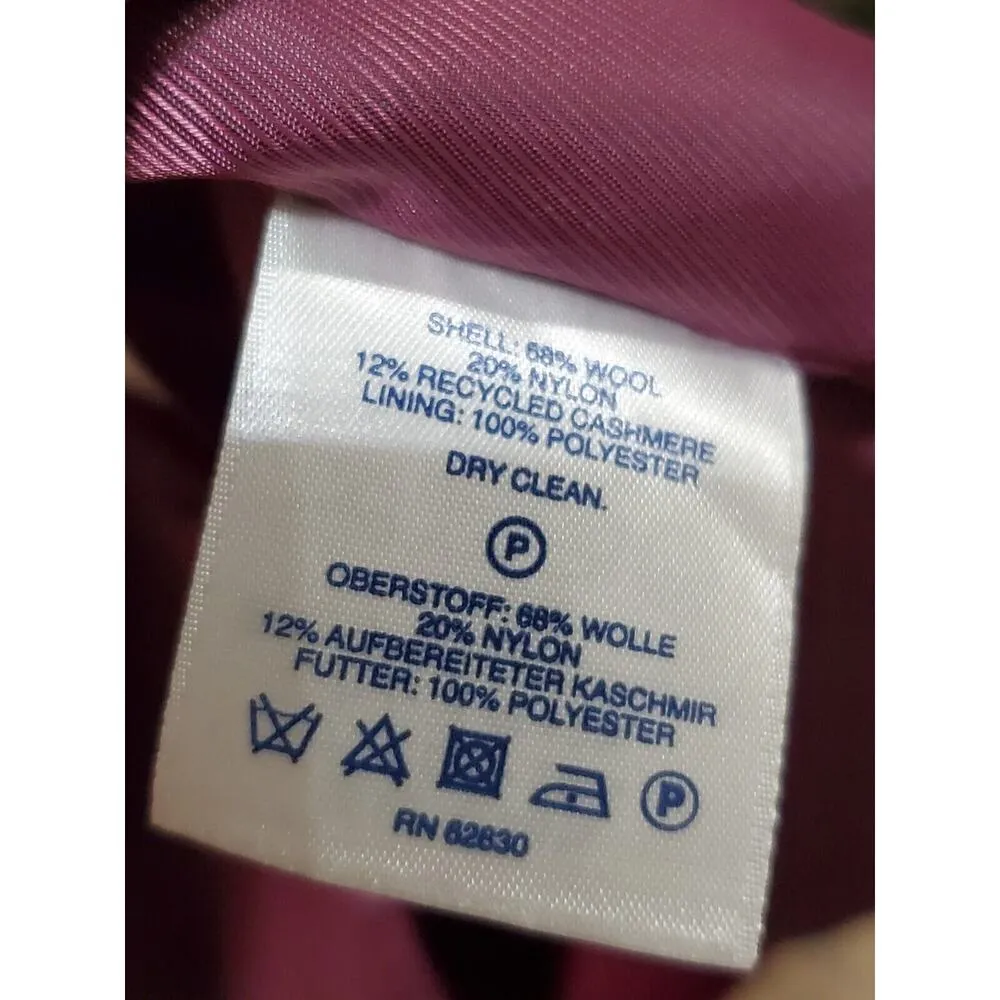 SHELL: 68% WOOL
20% NYLON
12% RECYCLED CASHMERE
LINING: 100% POLYESTER
DRY CLEAN.
P
OBERSTOFF: 68% WOLLE
20% NYLON
12% AUFBEREITETER KASCHMIR
FUTTER: 100% POLYESTER
P
RN 62630